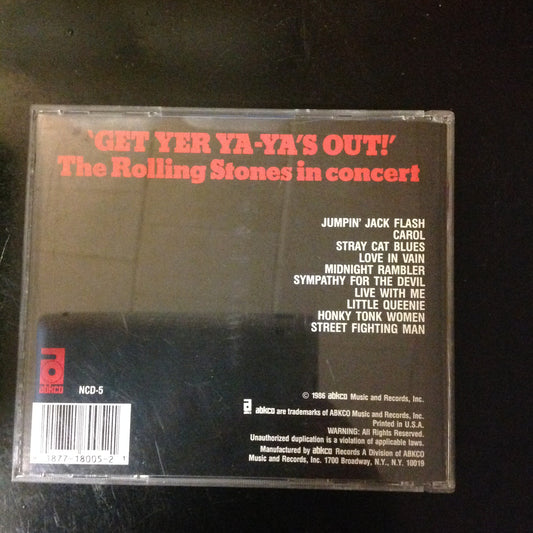 'GET YER YA-YA'S OUT!'
The Rolling Stones in concert
JUMPIN' JACK FLASH
CAROL
STRAY CAT BLUES
LOVE IN VAIN
MIDNIGHT RAMBLER
SYMPATHY FOR THE DEVIL
LIVE WITH ME
LITTLE QUEENIE
HONKY TONK WOMEN
STREET FIGHTING MAN
abkco
NCD-5
© 1986 abkco Music and Records, Inc.
abkco are trademarks of ABKCO Music and Records, Inc.
Printed in U.S.A.
WARNING: All Rights Reserved.
Unauthorized duplication is a violation of applicable laws.
Manufactured by abkco Records A Division of ABKCO
Music and Records, Inc. 1700 Broadway, N.Y., N.Y. 10019
1877-18005-2 1